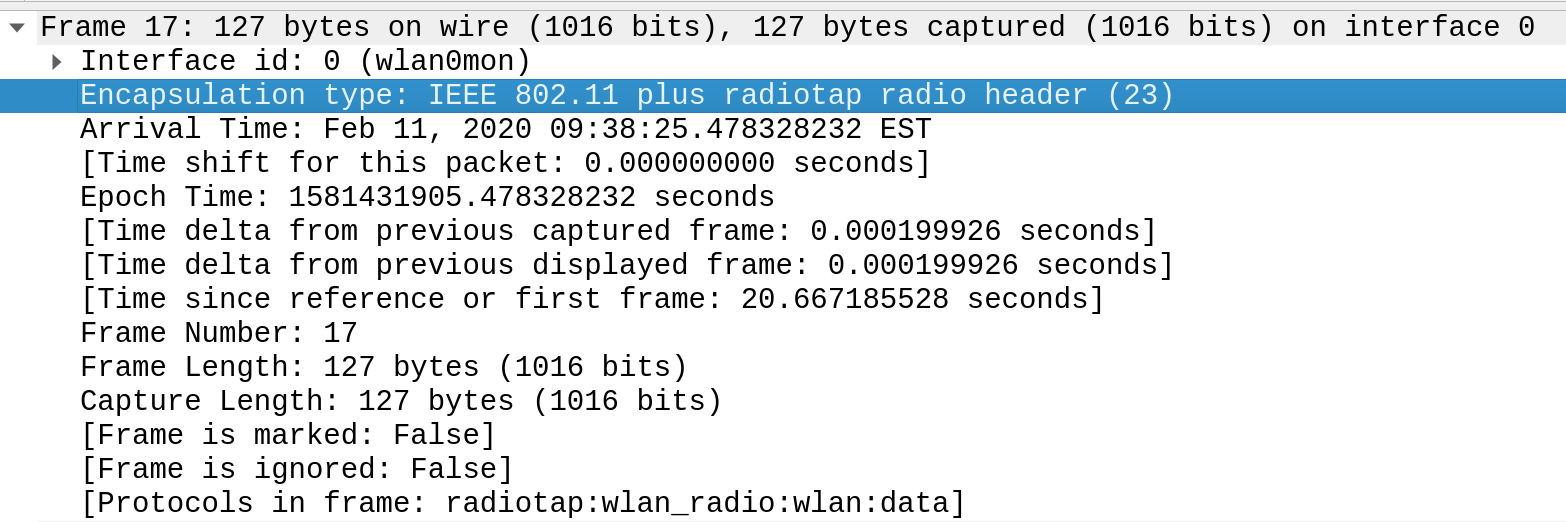 Frame 17: 127 bytes on wire (1016 bits), 127 bytes captured (1016 bits) on interface 0
Interface id: 0 (wlan0mon)
Encapsulation type: IEEE 802.11 plus radiotap radio header (23)
Arrival Time: Feb 11, 2020 09:38:25.478328232 EST
[Time shift for this packet: 0.000000000 seconds]
Epoch Time: 1581431905.478328232 seconds
[Time delta from previous captured frame: 0.000199926 seconds]
[Time delta from previous displayed frame: 0.000199926 seconds]
[Time since reference or first frame: 20.667185528 seconds]
Frame Number: 17
Frame Length: 127 bytes (1016 bits)
Capture Length: 127 bytes (1016 bits)
[Frame is marked: False]
[Frame is ignored: False]
[Protocols in frame: radiotap:wlan_radio:wlan:data]